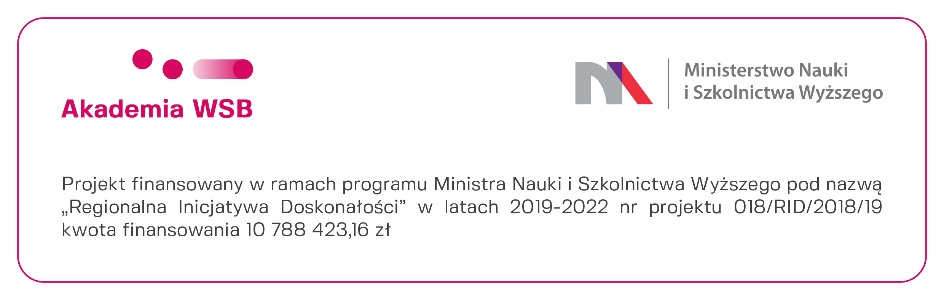 Akademia WSB
Ministerstwo Nauki
i Szkolnictwa Wyższego
Projekt finansowany w ramach programu Ministra Nauki i Szkolnictwa Wyższego pod nazwą
„Regionalna Inicjatywa Doskonałości” w latach 2019-2022 nr projektu 018/RID/2018/19
kwota finansowania 10 788 423,16 zł